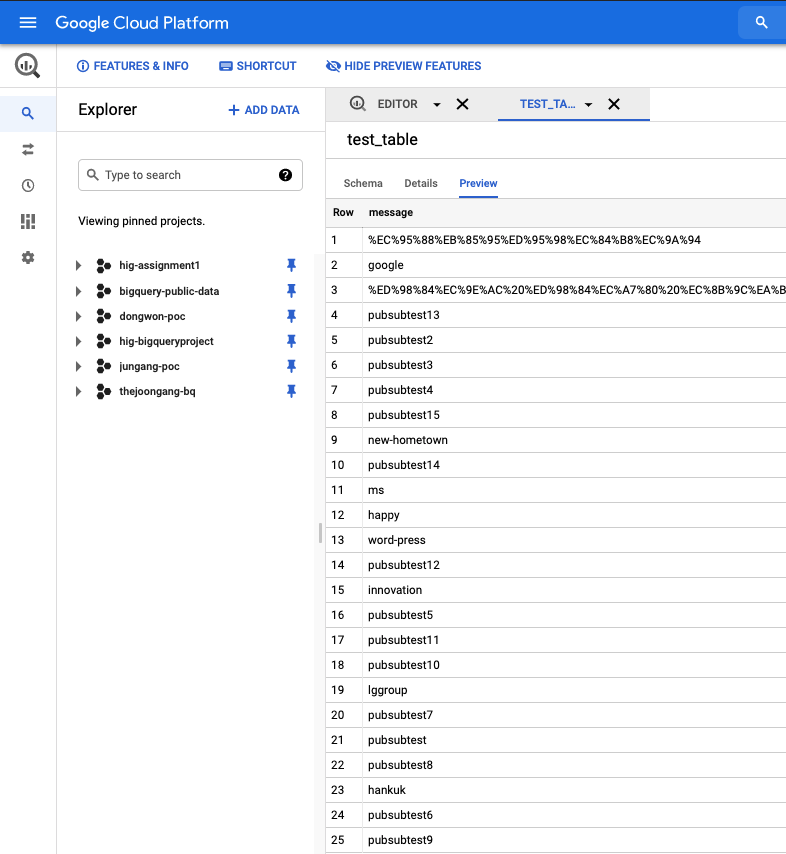 Google Cloud Platform
FEATURES & INFO SHORTCUT HIDE PREVIEW FEATURES
Explorer
ADD DATA
Type to search
Viewing pinned projects.
hig-assignment1
bigquery-public-data
dongwon-poc
hig-bigqueryproject
jungang-poc
thejoongang-bq
EDITOR
TEST_TA...
test_table
Schema Details Preview
Row message
1 %EC%95%88%EB%85%95%ED%95%98%EC%84%B8%EC%9A%94
2 google
3 %ED%98%84%EC%9E%AC%20%ED%98%84%EC%A7%80%20%EC%8B%9C%EA%B
4 pubsubtest13
5 pubsubtest2
6 pubsubtest3
7 pubsubtest4
8 pubsubtest15
9 new-hometown
10 pubsubtest14
11 ms
12 happy
13 word-press
14 pubsubtest12
15 innovation
16 pubsubtest5
17 pubsubtest11
18 pubsubtest10
19 lggroup
20 pubsubtest7
21 pubsubtest
22 pubsubtest8
23 hankuk
24 pubsubtest6
25 pubsubtest9